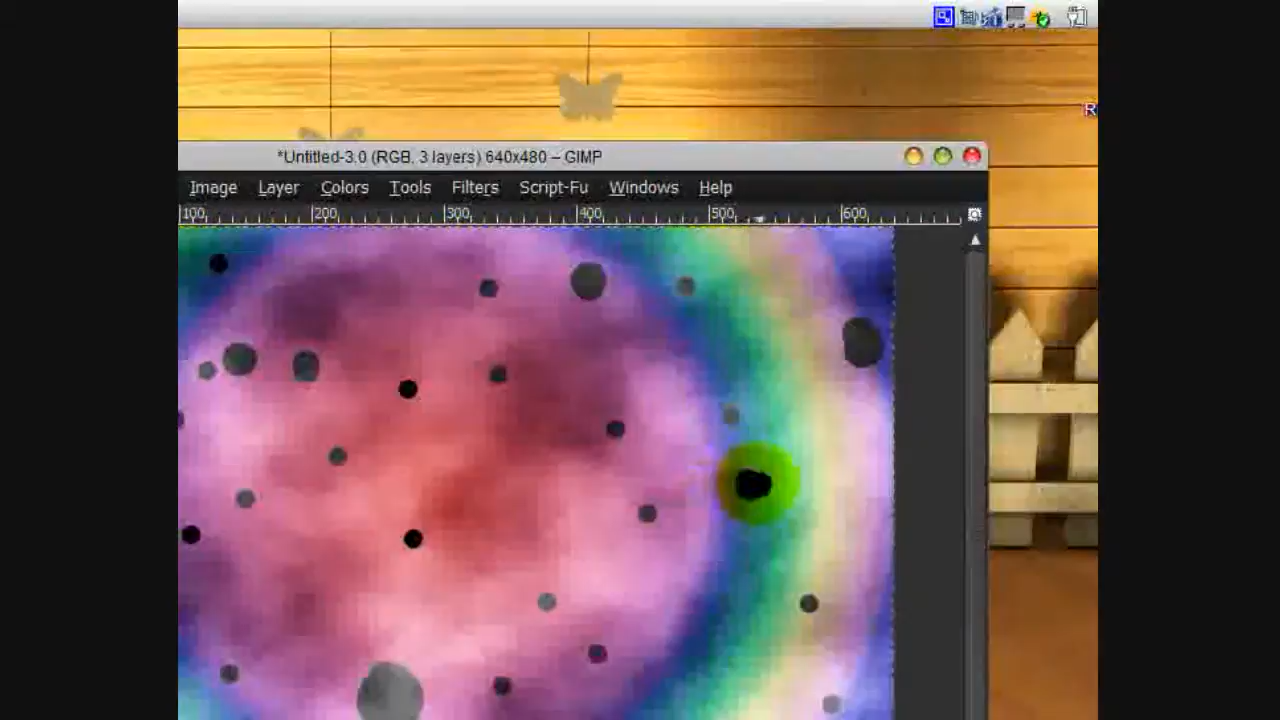 R
*Untitled-3.0 (RGB, 3 layers) 640x480 – GIMP
Image Layer Colors Tools Filters Script-Fu Windows Help
100 200 300 400 500 600